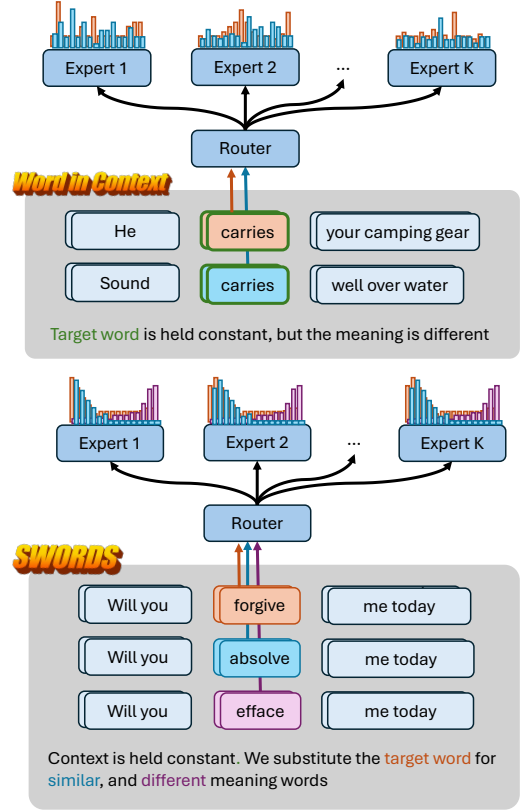 Expert 1 Expert 2 ... Expert K
Router
Word in Context
He carries your camping gear
Sound carries well over water
Target word is held constant, but the meaning is different
Expert 1 Expert 2 ... Expert K
Router
SWORDS
Will you forgive me today
Will you absolve me today
Will you efface me today
Context is held constant. We substitute the target word for
similar, and different meaning words